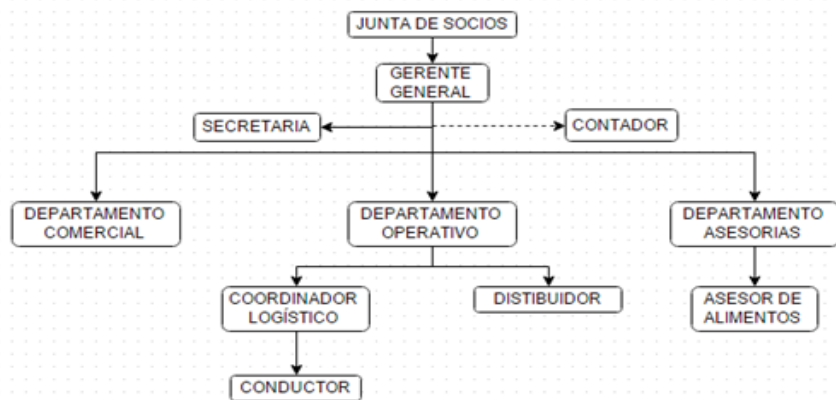 JUNTA DE SOCIOS
GERENTE
GENERAL
SECRETARIA
CONTADOR
DEPARTAMENTO
COMERCIAL
DEPARTAMENTO
OPERATIVO
DEPARTAMENTO
ASESORIAS
COORDINADOR
LOGÍSTICO
DISTIBUIDOR
ASESOR DE
ALIMENTOS
CONDUCTOR